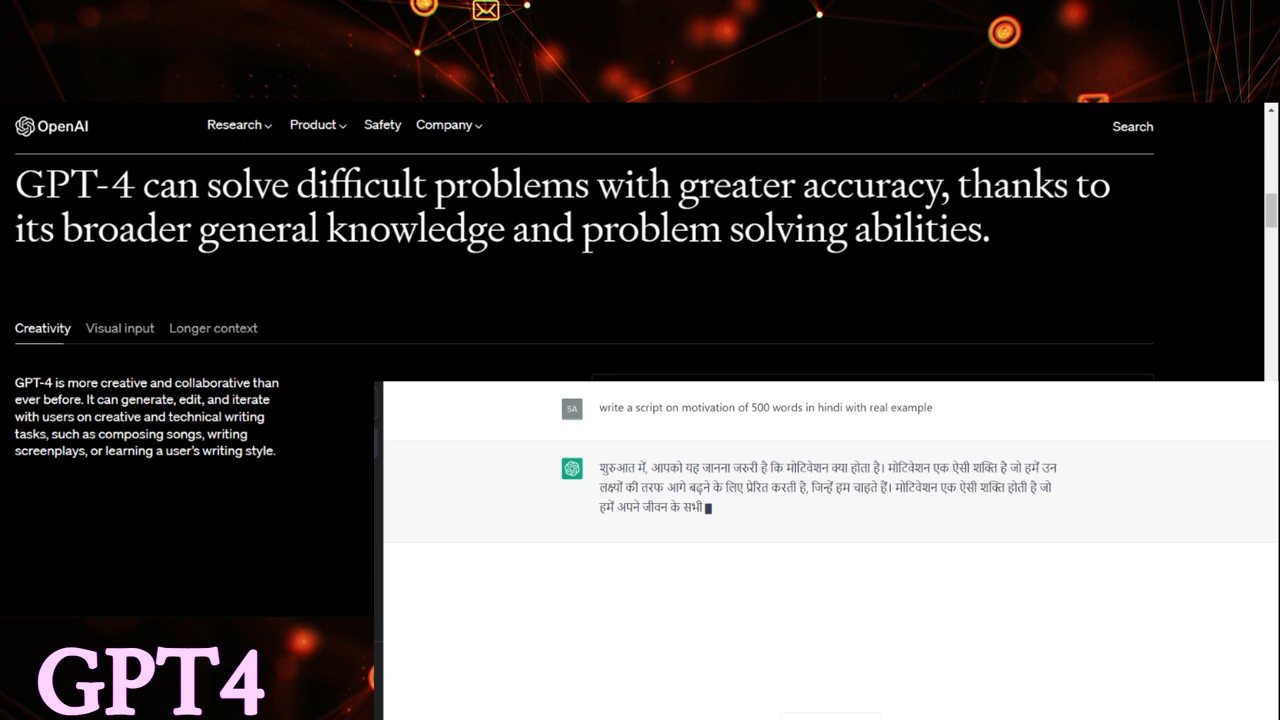 OpenAI
Research
Product
Safety
Company
Search
GPT-4 can solve difficult problems with greater accuracy, thanks to
its broader general knowledge and problem solving abilities.
Creativity
Visual input
Longer context
GPT-4 is more creative and collaborative than
ever before. It can generate, edit, and iterate
with users on creative and technical writing
tasks, such as composing songs, writing
screenplays, or learning a user's writing style.
SA
write a script on motivation of 500 words in hindi with real example
शुरुआत में, आपको यह जानना जरुरी है कि मोटिवेशन क्या होता है। मोटिवेशन एक ऐसी शक्ति है जो हमें उन
लक्ष्यों की तरफ आगे बढ़ने के लिए प्रेरित करती है, जिन्हें हम चाहते हैं। मोटिवेशन एक ऐसी शक्ति होती है जो
हमें अपने जीवन के सभी
GPT4